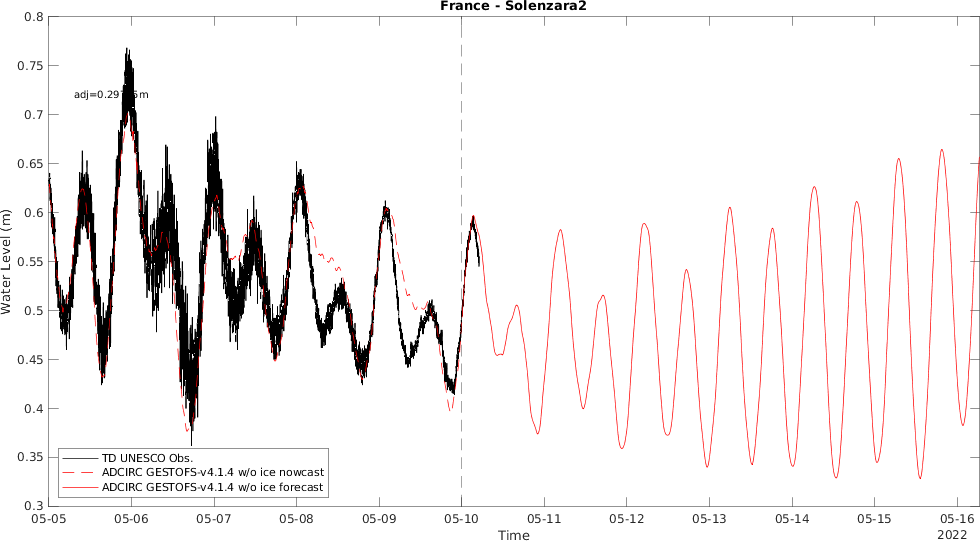 France - Solenzara2
0.8
0.75
0.7
0.65
0.6
0.55
0.5
0.45
0.4
0.35
0.3
Water Level (m)
TD UNESCO Obs.
ADCIRC GESTOFS-v4.1.4 w/o ice nowcast
ADCIRC GESTOFS-v4.1.4 w/o ice forecast
05-05 05-06 05-07 05-08 05-09 05-10 05-11 05-12 05-13 05-14 05-15 05-16
Time
2022